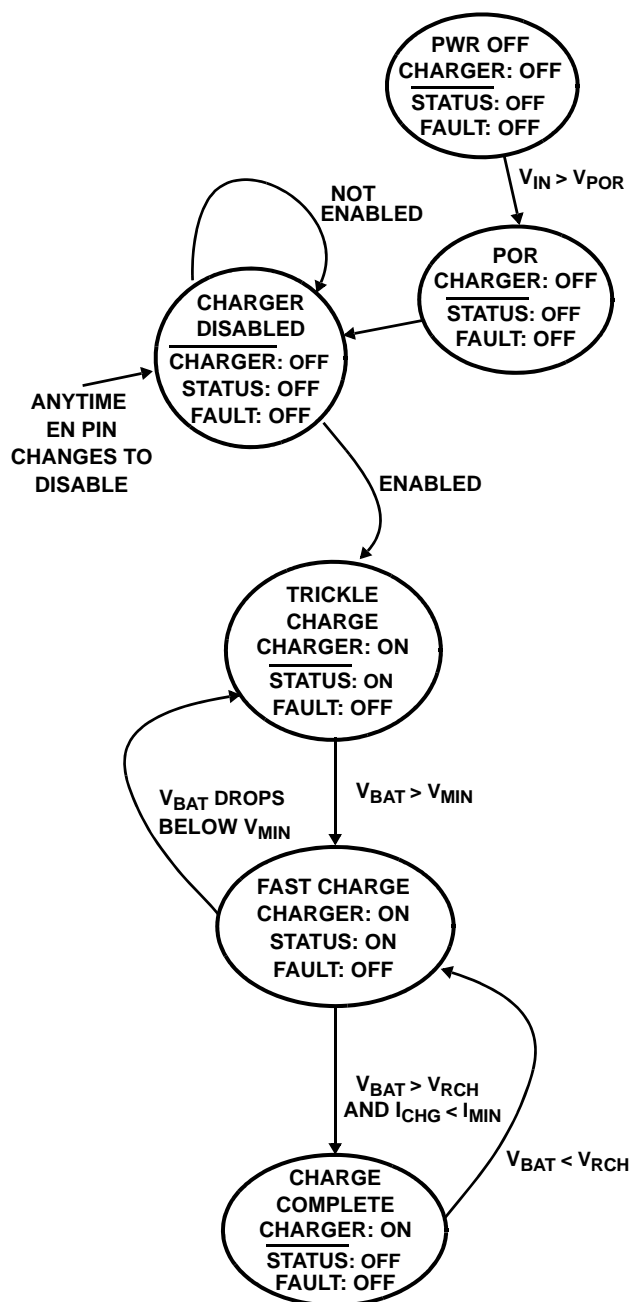 PWR OFF
CHARGER: OFF
STATUS: OFF
FAULT: OFF
VIN > VPOR
POR
CHARGER: OFF
STATUS: OFF
FAULT: OFF
NOT
ENABLED
CHARGER
DISABLED
CHARGER: OFF
STATUS: OFF
FAULT: OFF
ANYTIME
EN PIN
CHANGES TO
DISABLE
ENABLED
TRICKLE
CHARGE
CHARGER: ON
STATUS: ON
FAULT: OFF
VBAT DROPS
BELOW VMIN
VBAT > VMIN
FAST CHARGE
CHARGER: ON
STATUS: ON
FAULT: OFF
VBAT > VRCH
AND ICHG < IMIN
VBAT < VRCH
CHARGE
COMPLETE
CHARGER: ON
STATUS: OFF
FAULT: OFF